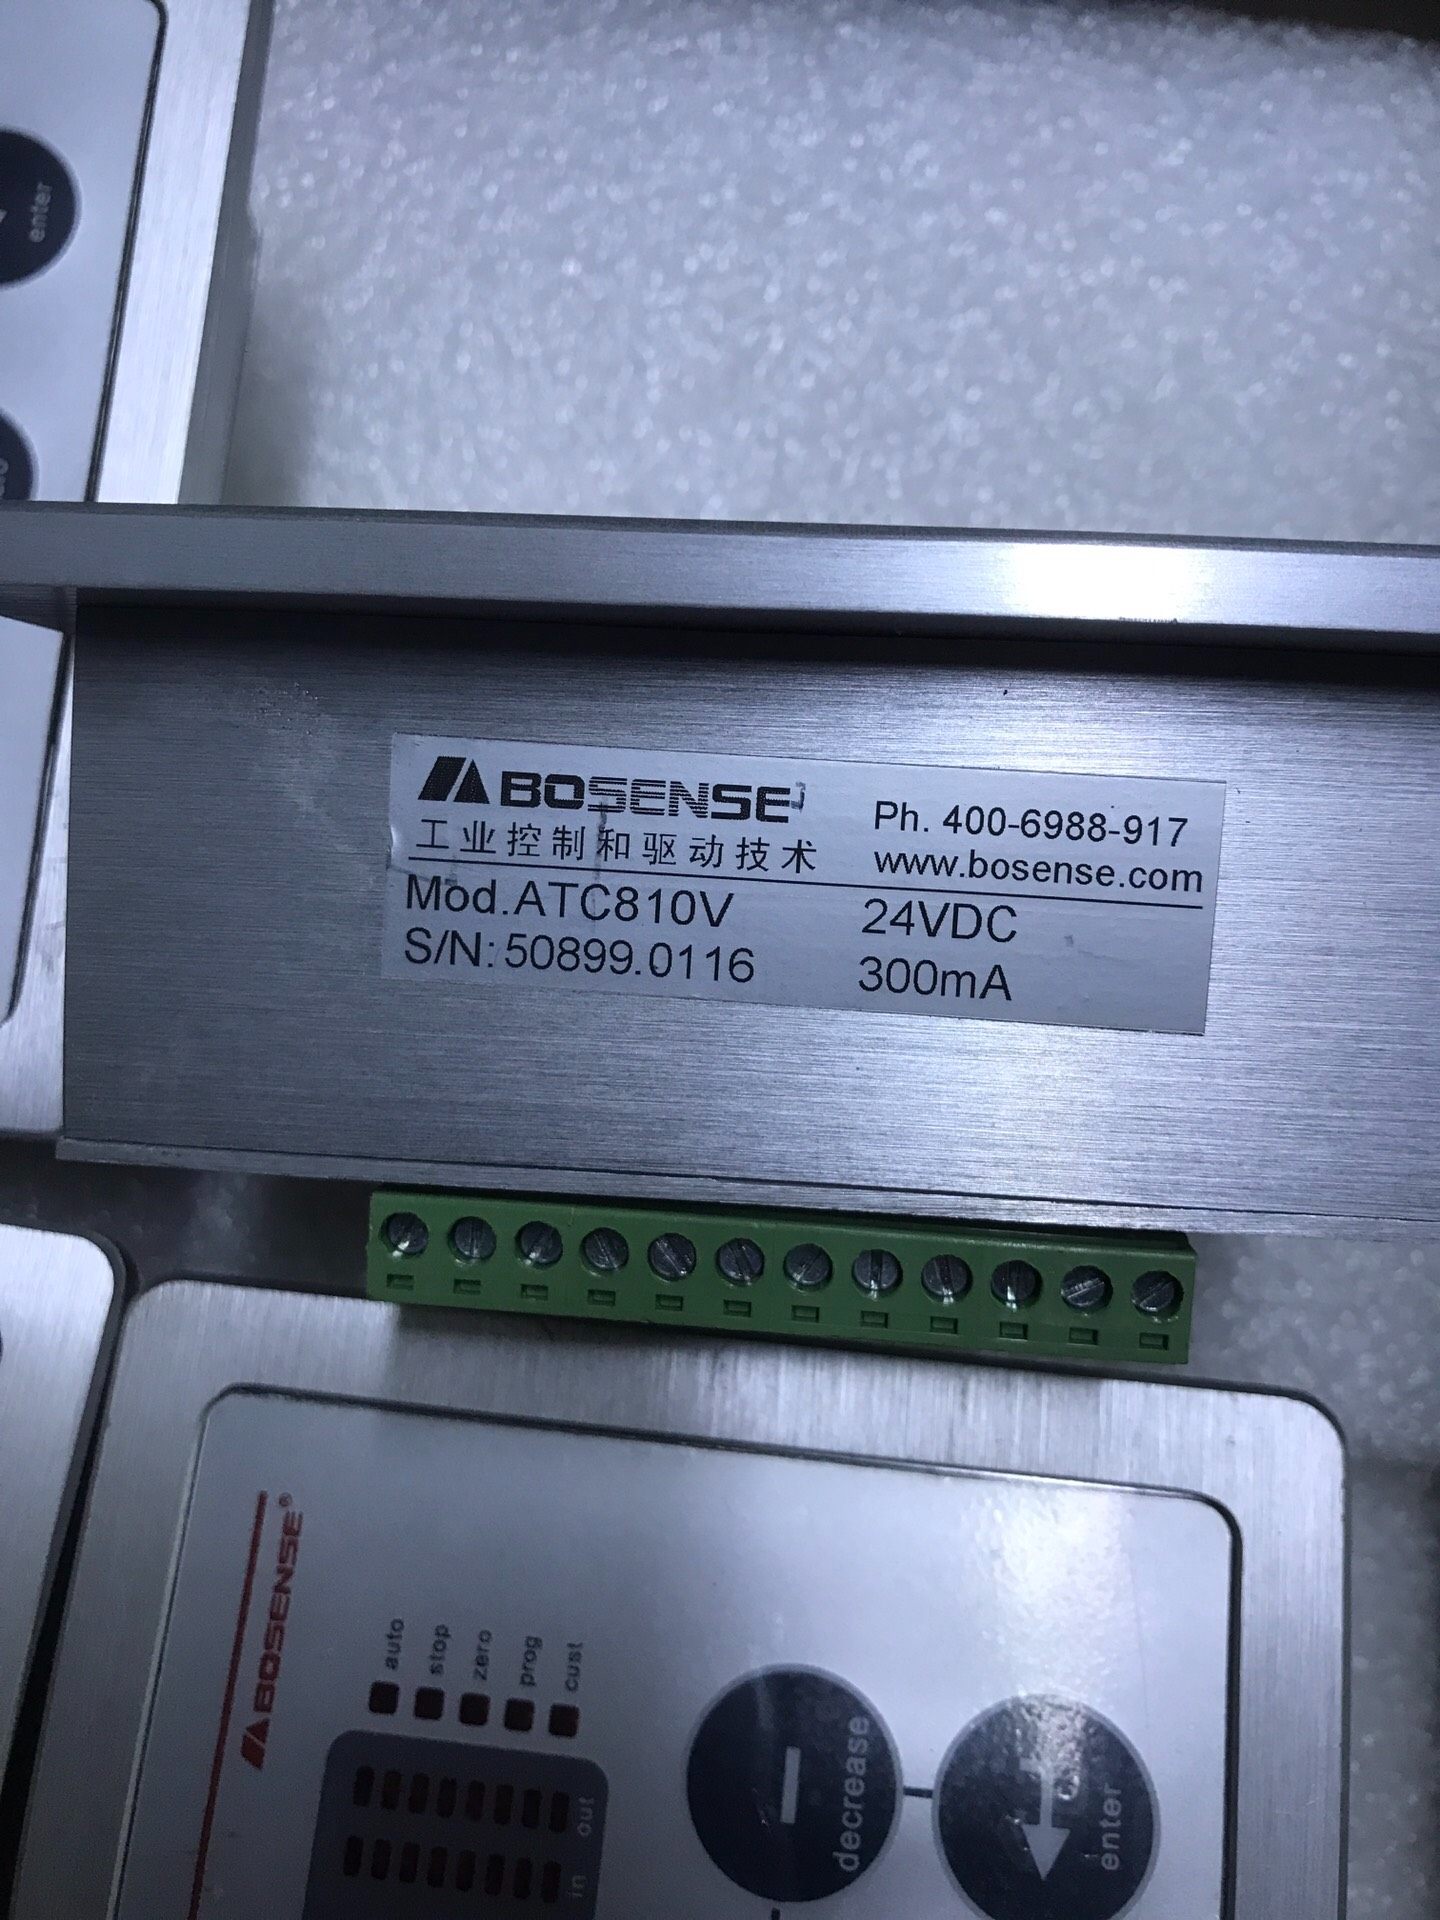 enter
BOSENSE
工业控制和驱动技术
Ph. 400-6988-917
www.bosense.com
Mod.ATC810V
24VDC
S/N: 50899.0116
300mA
BOSENSE®
auto
stop
zero
prog
cust
out
in
decrease
enter